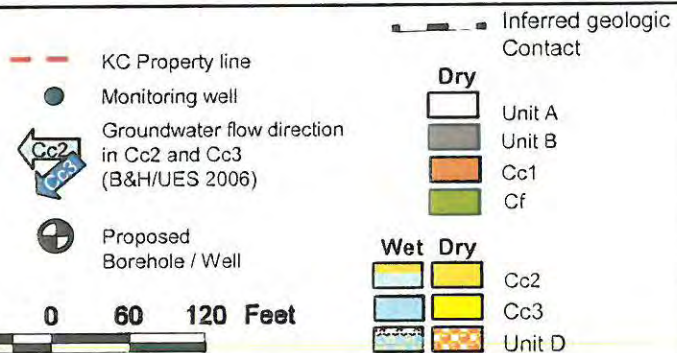 Inferred geologic
Contact
KC Property line
Monitoring well
Cc2
Cc3
Groundwater flow direction
in Cc2 and Cc3
(B&H/UES 2006)
Proposed
Borehole / Well
0 60 120 Feet
Dry
Unit A
Unit B
Cc1
Cf
Wet Dry
Cc2
Cc3
Unit D